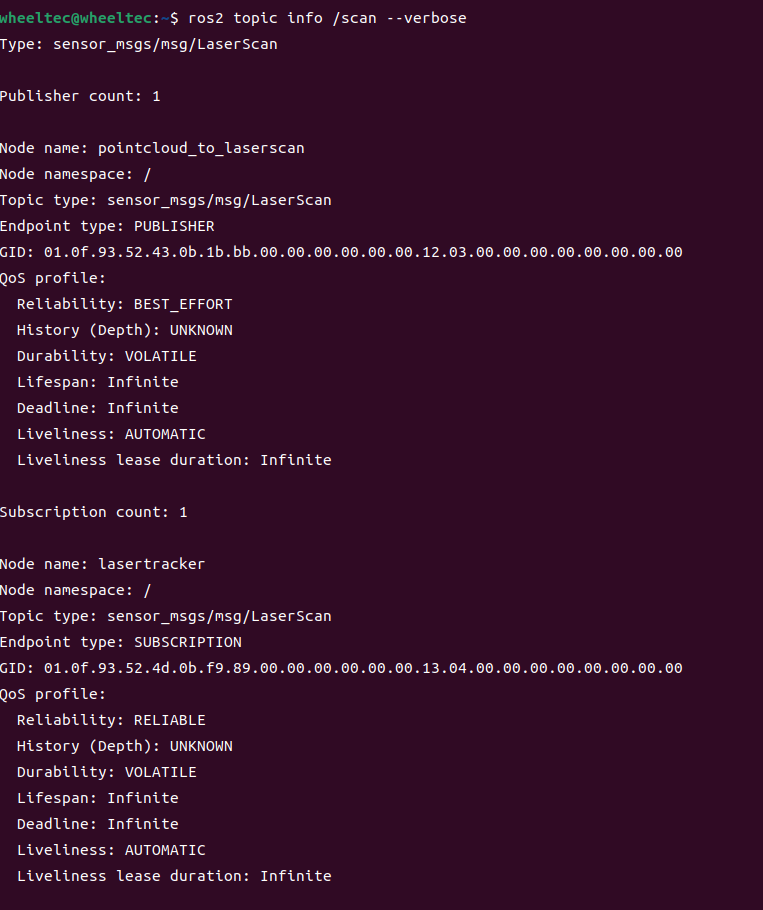 wheeltec@wheeltec:~$ ros2 topic info /scan --verbose
Type: sensor_msgs/msg/LaserScan
Publisher count: 1
Node name: pointcloud_to_laserscan
Node namespace: /
Topic type: sensor_msgs/msg/LaserScan
Endpoint type: PUBLISHER
GID: 01.0f.93.52.43.0b.1b.bb.00.00.00.00.00.00.12.03.00.00.00.00.00.00.00.00
QoS profile:
  Reliability: BEST_EFFORT
  History (Depth): UNKNOWN
  Durability: VOLATILE
  Lifespan: Infinite
  Deadline: Infinite
  Liveliness: AUTOMATIC
  Liveliness lease duration: Infinite
Subscription count: 1
Node name: lasertracker
Node namespace: /
Topic type: sensor_msgs/msg/LaserScan
Endpoint type: SUBSCRIPTION
GID: 01.0f.93.52.4d.0b.f9.89.00.00.00.00.00.00.13.04.00.00.00.00.00.00.00.00
QoS profile:
  Reliability: RELIABLE
  History (Depth): UNKNOWN
  Durability: VOLATILE
  Lifespan: Infinite
  Deadline: Infinite
  Liveliness: AUTOMATIC
  Liveliness lease duration: Infinite